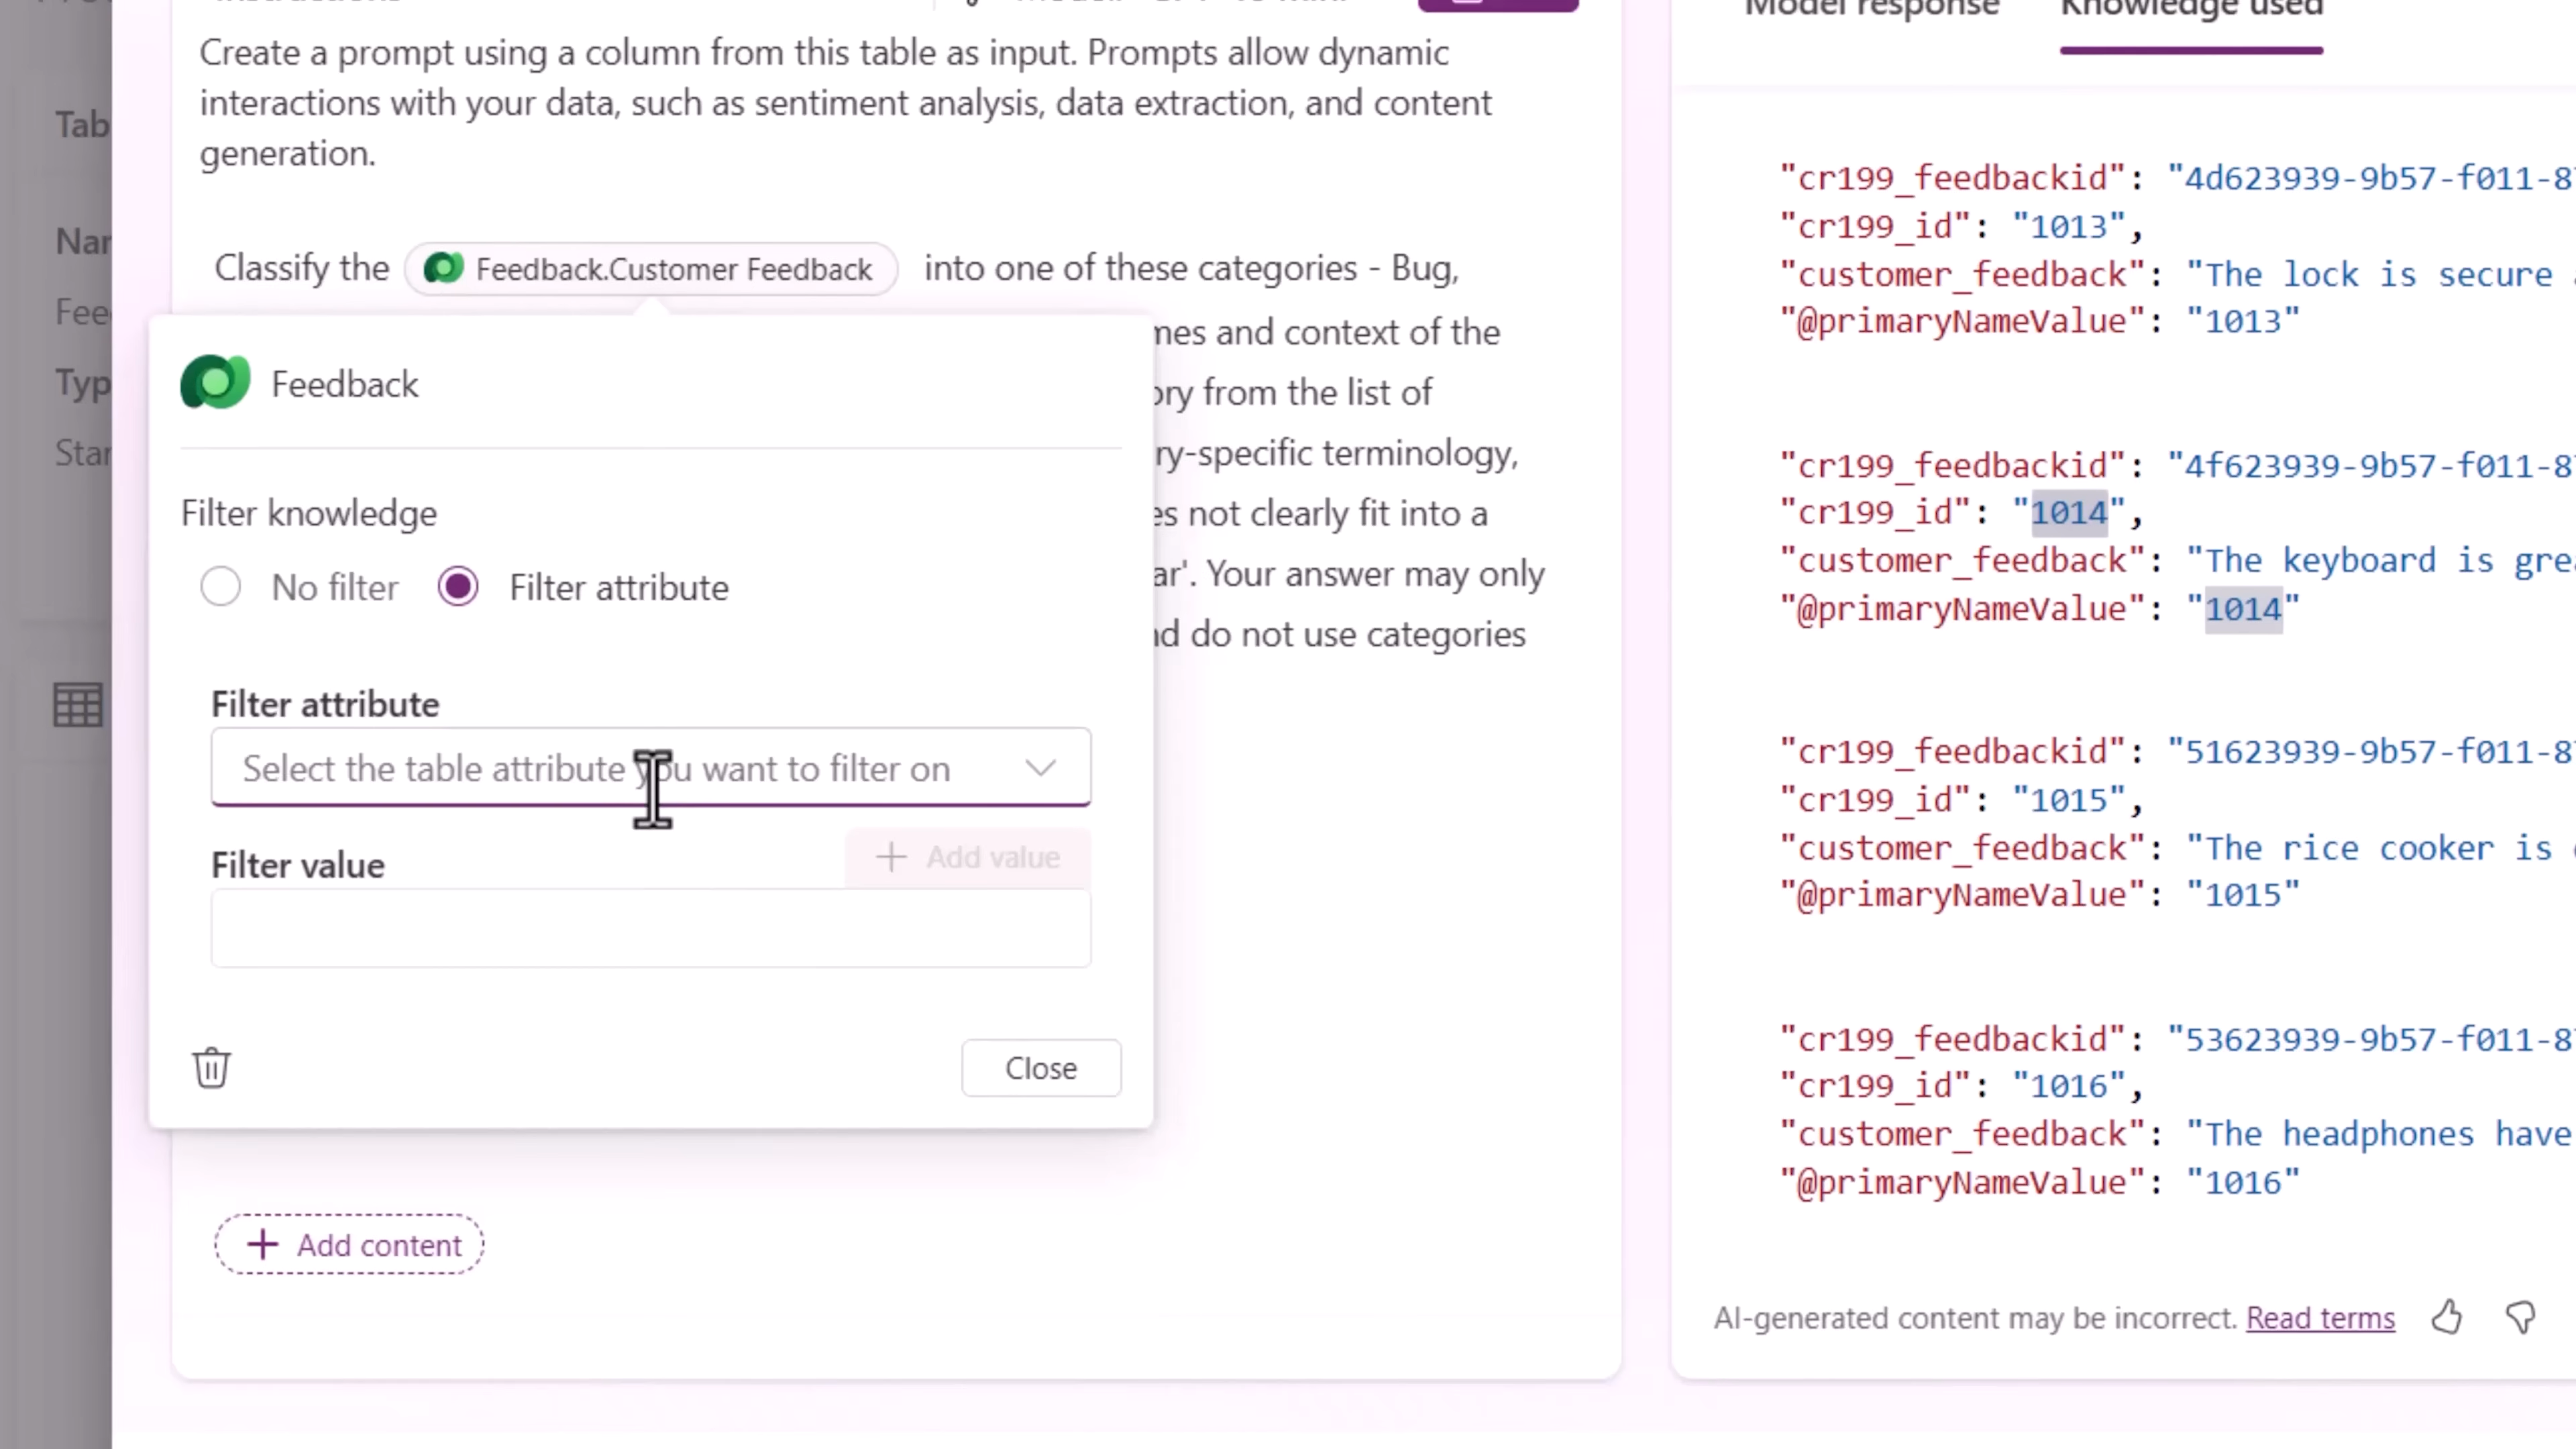 Model response
Knowledge used
Create a prompt using a column from this table as input. Prompts allow dynamic
interactions with your data, such as sentiment analysis, data extraction, and content
generation.
Classify the Feedback.Customer Feedback into one of these categories - Bug,
mes and context of the
ory from the list of
ry-specific terminology,
es not clearly fit into a
ar'. Your answer may only
nd do not use categories
Feedback
Filter knowledge
No filter
Filter attribute
Filter attribute
Select the table attribute you want to filter on
Filter value
+ Add value
Close
+ Add content
Tab
Nar
Fee
Typ
Star
"cr199_feedbackid": "4d623939-9b57-f011-8
"cr199_id": "1013",
"customer_feedback": "The lock is secure
"@primaryNameValue": "1013"
"cr199_feedbackid": "4f623939-9b57-f011-8
"cr199_id": "1014",
"customer_feedback": "The keyboard is grea
"@primaryNameValue": "1014"
"cr199_feedbackid": "51623939-9b57-f011-8
"cr199_id": "1015",
"customer_feedback": "The rice cooker is
"@primaryNameValue": "1015"
"cr199_feedbackid": "53623939-9b57-f011-8
"cr199_id": "1016",
"customer_feedback": "The headphones have
"@primaryNameValue": "1016"
AI-generated content may be incorrect. Read terms